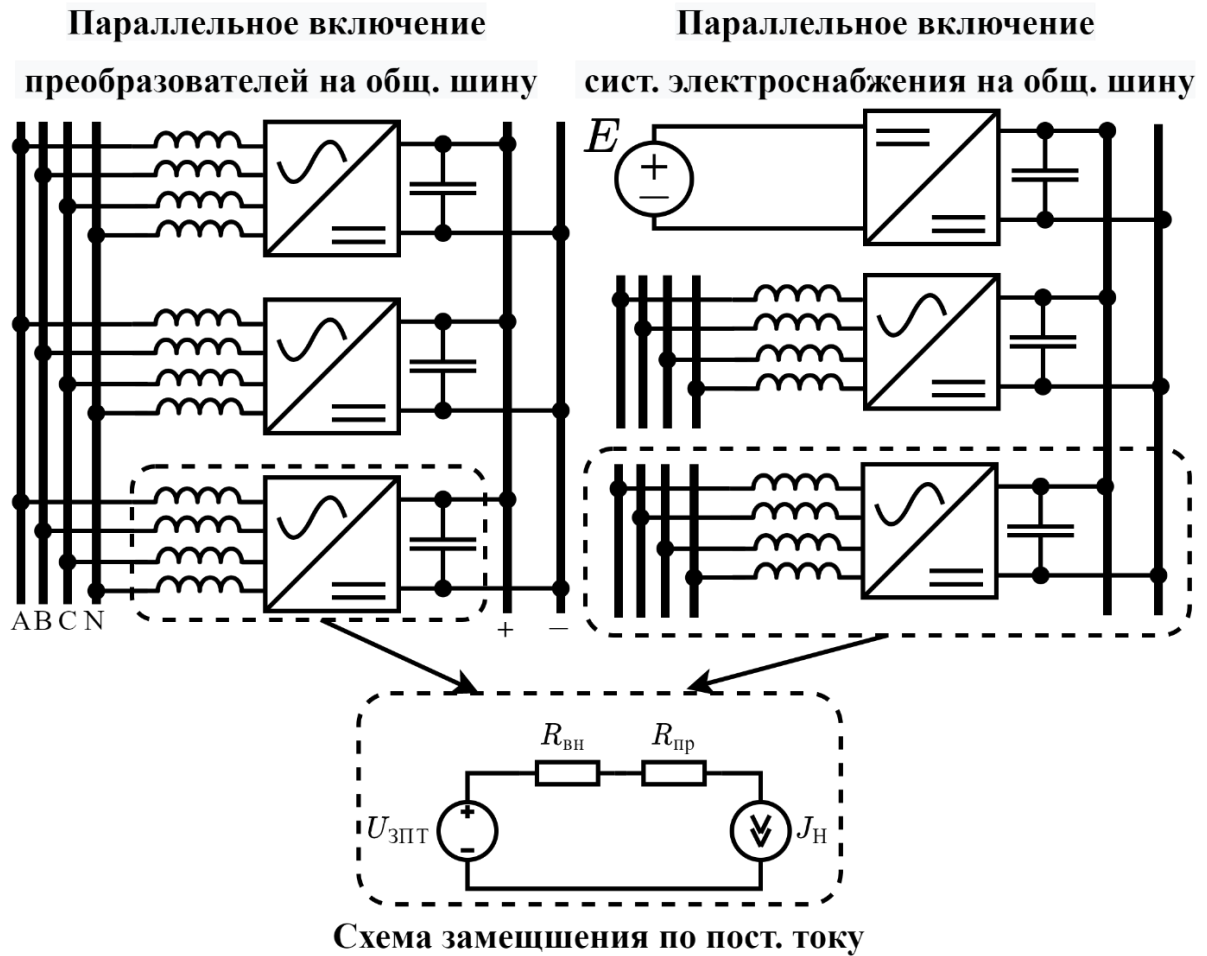 Параллельное включение
преобразователей на общ. шину
Параллельное включение
сист. электроснабжения на общ. шину
E
+
−
A B C N
+
−
Rвн
Rпр
UЗПТ
+
−
JН
Схема замещшения по пост. току